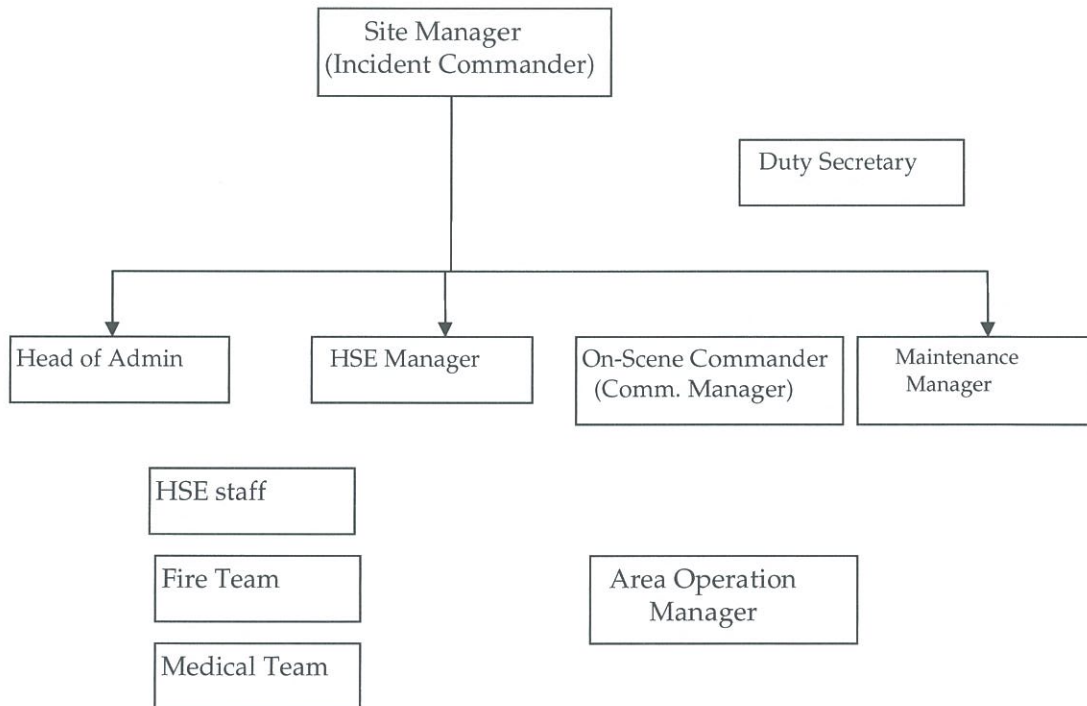 Site Manager
(Incident Commander)
Duty Secretary
Head of Admin
HSE Manager
On-Scene Commander
(Comm. Manager)
Maintenance
Manager
HSE staff
Fire Team
Medical Team
Area Operation
Manager